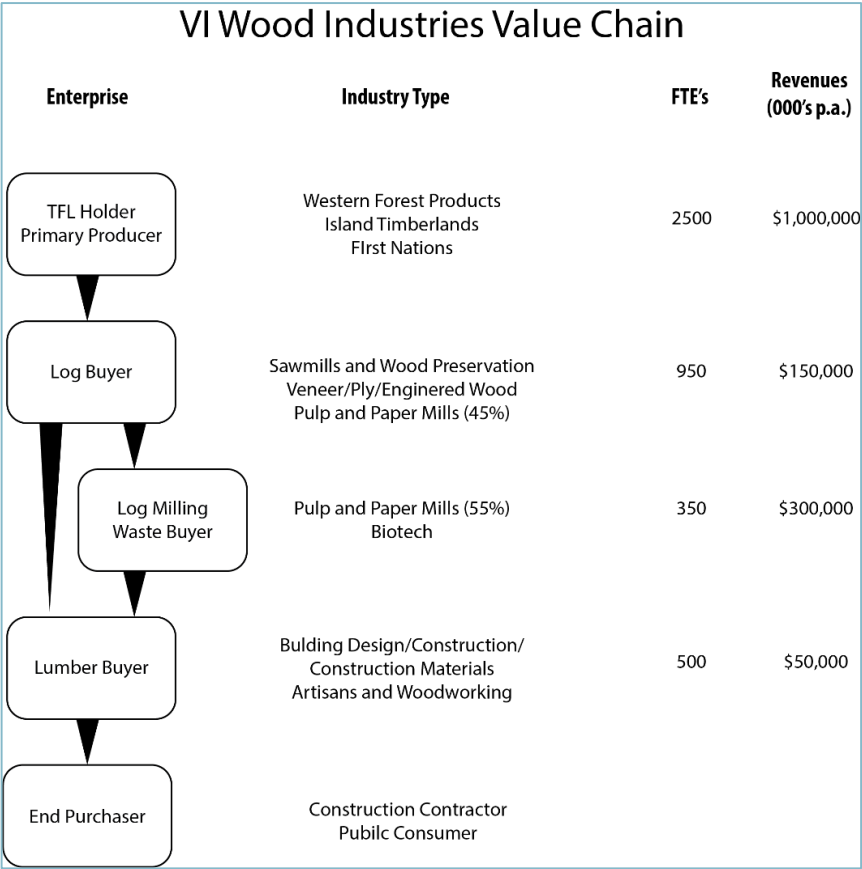 VI Wood Industries Value Chain
Enterprise
Industry Type
FTE's
Revenues
(000's p.a.)
TFL Holder
Primary Producer
Western Forest Products
Island Timberlands
FIrst Nations
2500
$1,000,000
Log Buyer
Sawmills and Wood Preservation
Veneer/Ply/Enginered Wood
Pulp and Paper Mills (45%)
950
$150,000
Log Milling
Waste Buyer
Pulp and Paper Mills (55%)
Biotech
350
$300,000
Lumber Buyer
Bulding Design/Construction/
Construction Materials
Artisans and Woodworking
500
$50,000
End Purchaser
Construction Contractor
Pubilc Consumer